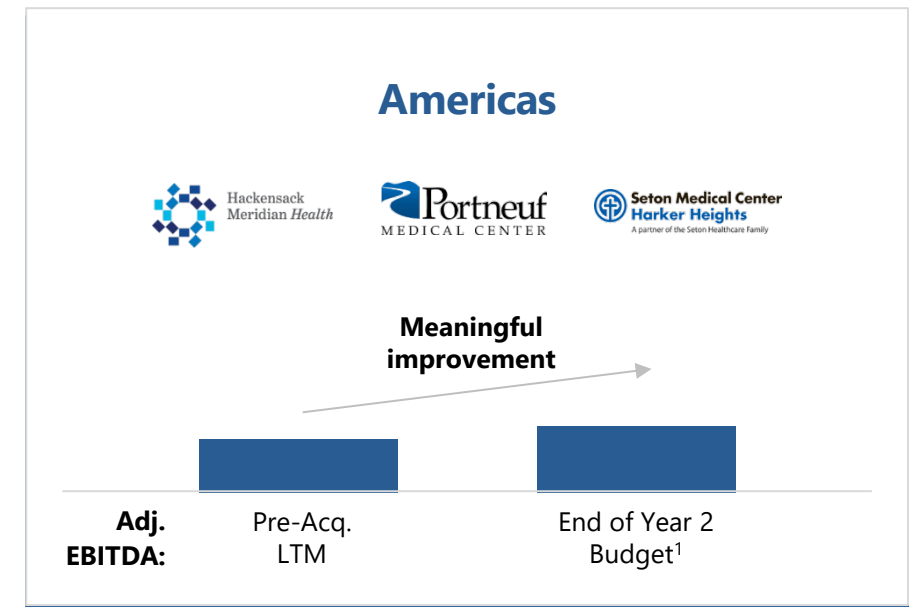 Americas
Hackensack
Meridian Health
Portneuf
MEDICAL CENTER
Seton Medical Center
Harker Heights
A partner of the Seton Healthcare Family
Meaningful
improvement
Adj.
EBITDA:
Pre-Acq.
LTM
End of Year 2
Budget¹